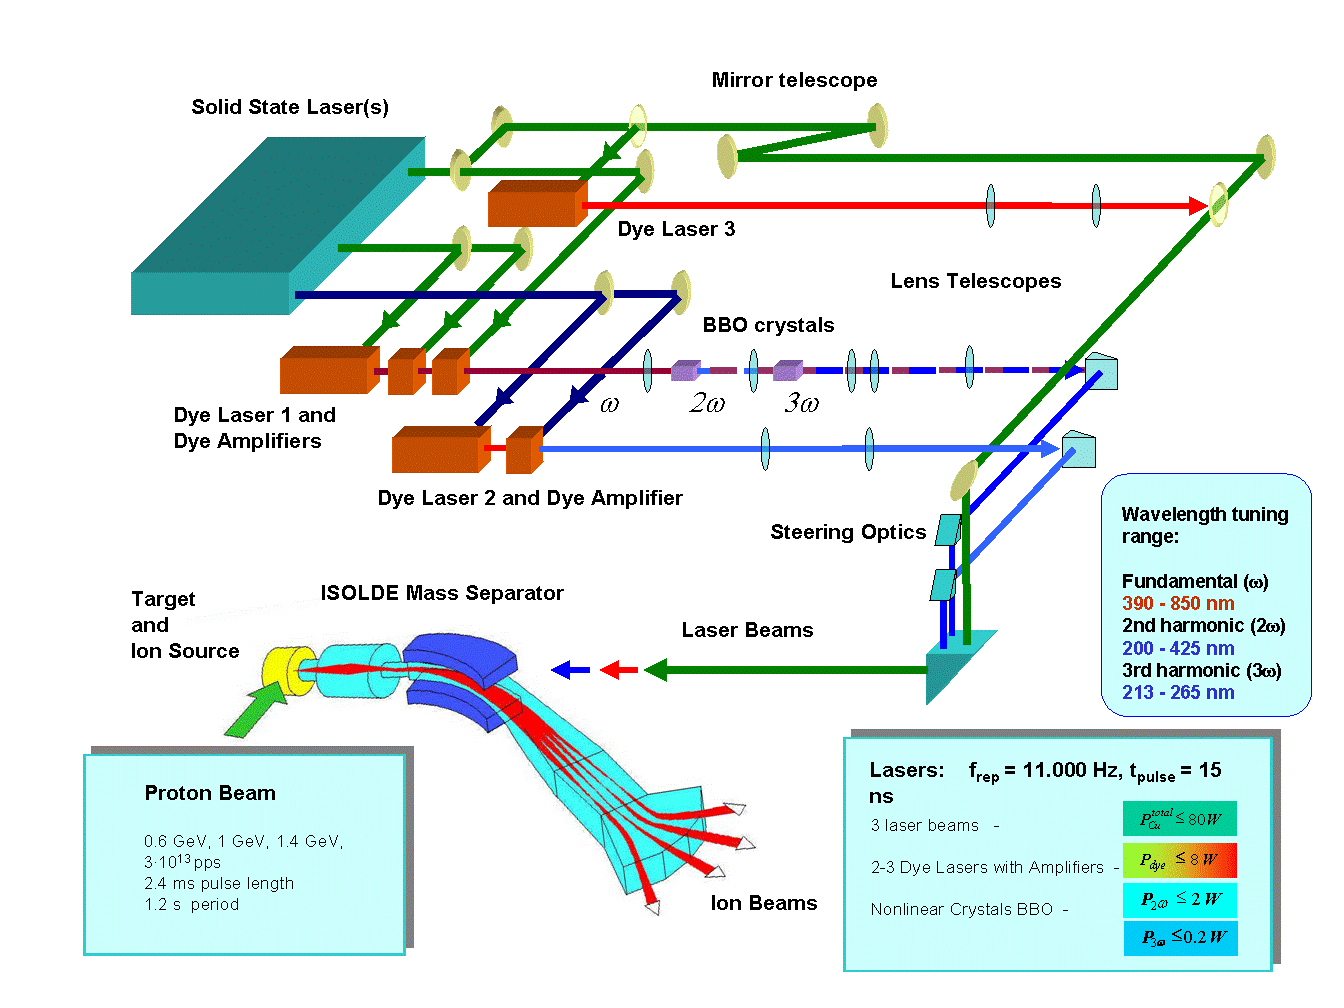 Mirror telescope
Solid State Laser(s)
Dye Laser 3
Lens Telescopes
BBO crystals
ω
2ω
3ω
Dye Laser 1 and
Dye Amplifiers
Dye Laser 2 and Dye Amplifier
Steering Optics
Wavelength tuning
range:
Fundamental (ω)
390 - 850 nm
2nd harmonic (2ω)
200 - 425 nm
3rd harmonic (3ω)
213 - 265 nm
ISOLDE Mass Separator
Target
and
Ion Source
Laser Beams
Proton Beam
0.6 GeV, 1 GeV, 1.4 GeV,
3·10¹³ pps
2.4 ms pulse length
1.2 s period
Ion Beams
Lasers: f_rep = 11.000 Hz, t_pulse = 15
ns
3 laser beams -
P_Cu^total ≤ 80 W
2-3 Dye Lasers with Amplifiers -
P_dye ≤ 8 W
Nonlinear Crystals BBO -
P_2ω ≤ 2 W
P_3ω ≤0.2 W